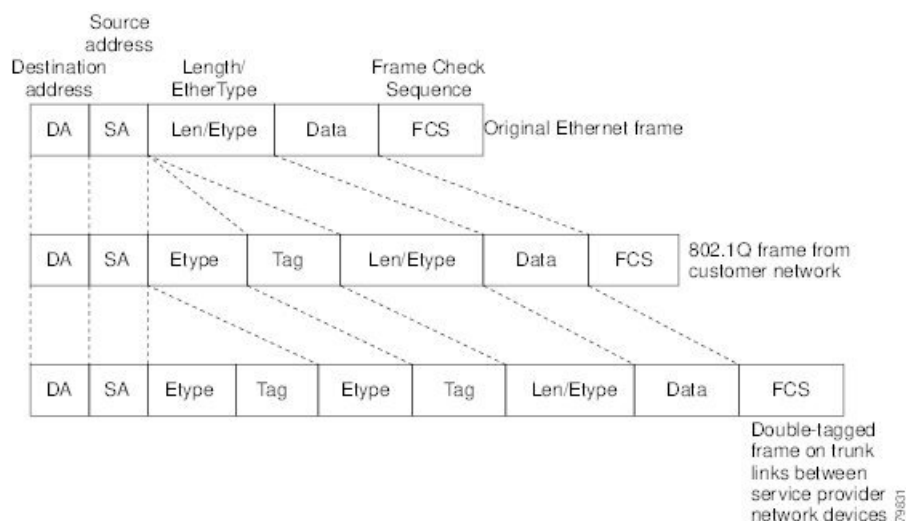 Source
address
Destination
address
Length/
EtherType
Frame Check
Sequence
DA SA Len/Etype Data FCS Original Ethernet frame
DA SA Etype Tag Len/Etype Data FCS 802.1Q frame from
customer network
DA SA Etype Tag Etype Tag Len/Etype Data FCS
Double-tagged
frame on trunk
links between
service provider
network devices
79831